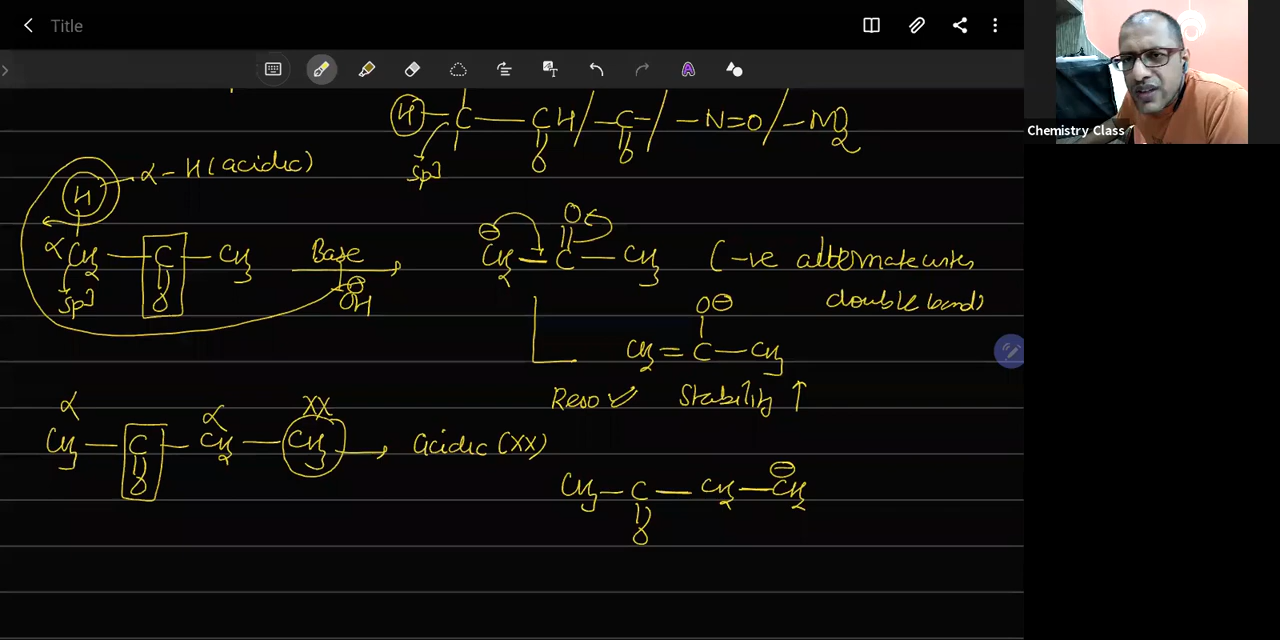 Title
Chemistry Class
H — C — CH / — C — / — N=O / — NO2
O O
sp3
H → α – H (acidic)
α CH2 — C — CH3 Base → CH2 — C — CH3 (-ve alternate with
sp3 O OH ⊖ ⊖ O double bond)
O⊖
CH2 = C — CH3
Reso ✓ Stability ↑
α α XX
CH3 — C — CH2 — CH3 → acidic (XX)
O
⊖
CH3 — C — CH2 — CH2
O